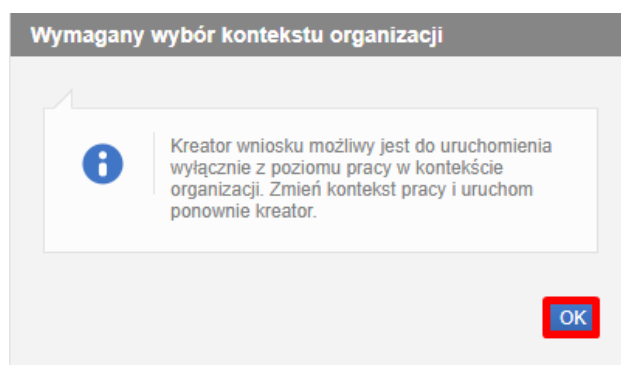 Wymagany wybór kontekstu organizacji
Kreator wniosku możliwy jest do uruchomienia
wyłącznie z poziomu pracy w kontekście
organizacji. Zmień kontekst pracy i uruchom
ponownie kreator.
OK